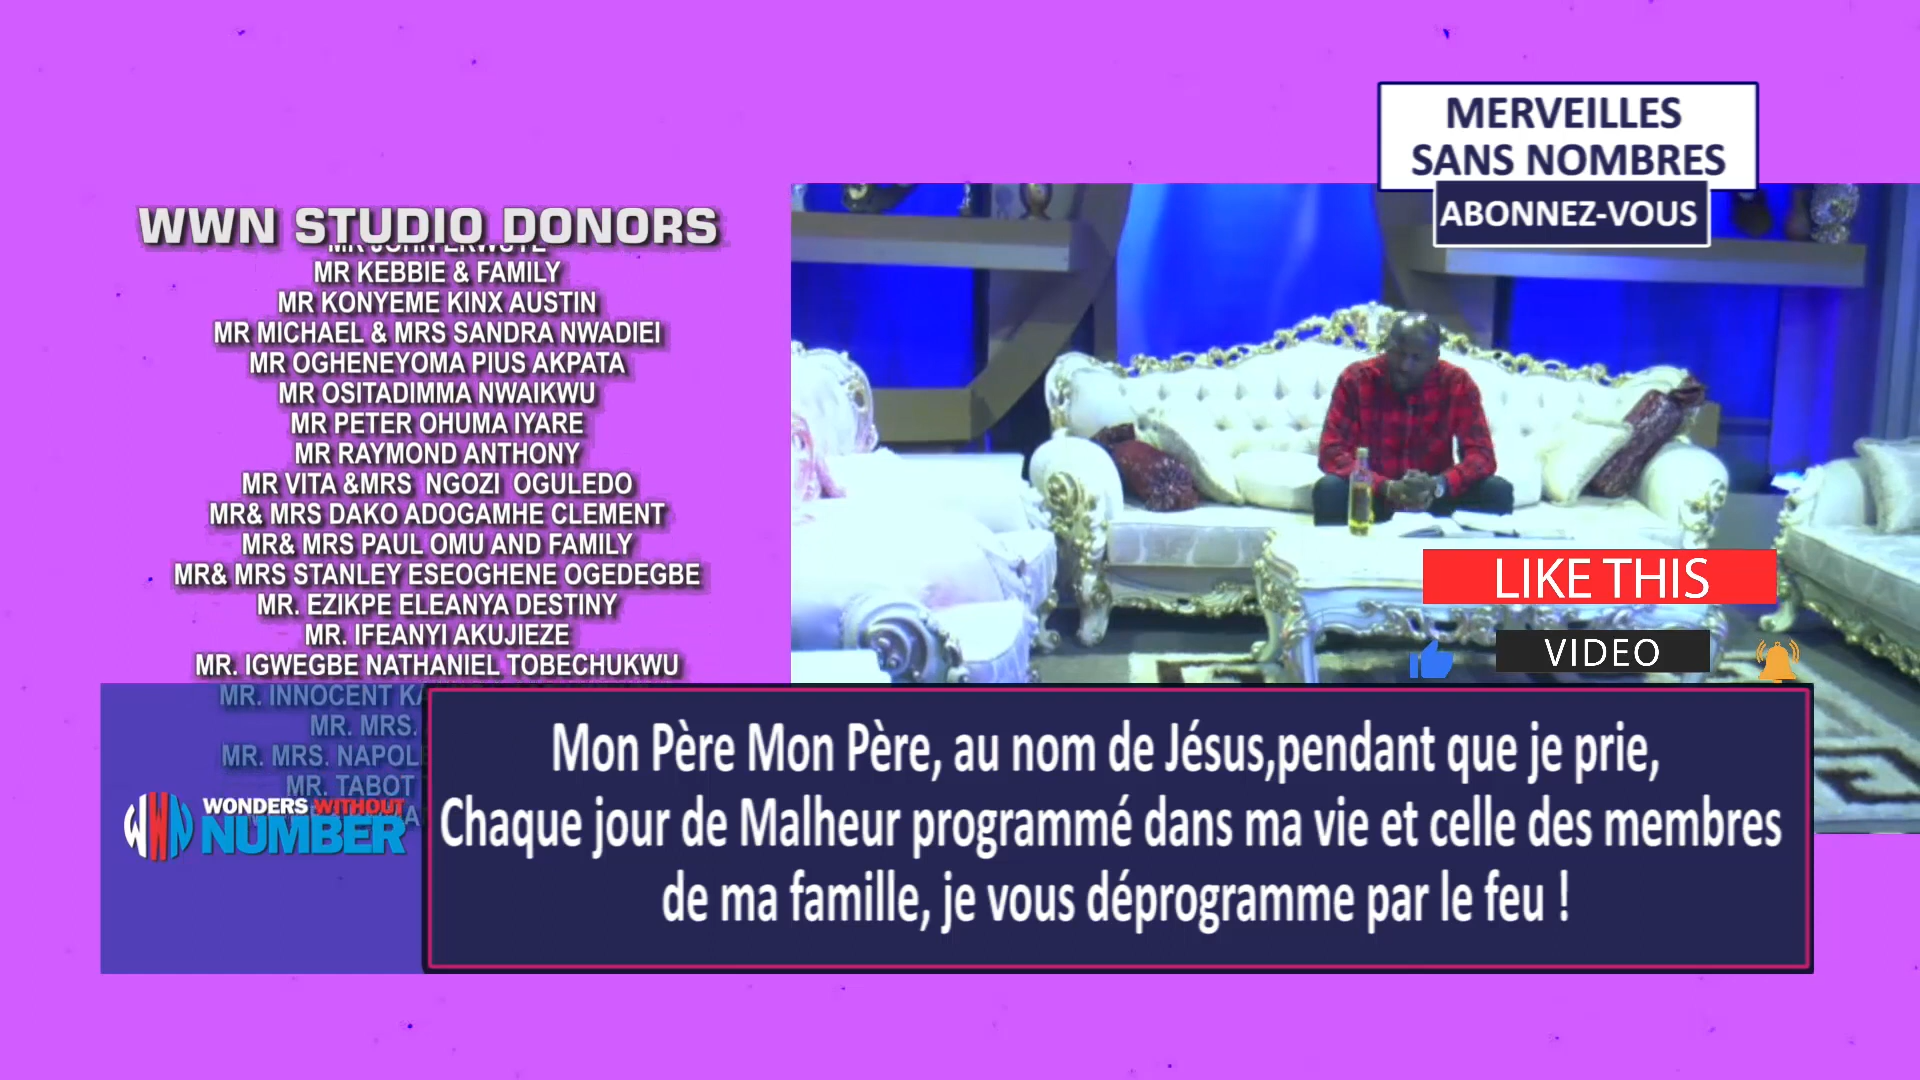 MERVEILLES
SANS NOMBRES
ABONNEZ-VOUS
WWN STUDIO DONORS
MR KEBBIE & FAMILY
MR KONYEME KINX AUSTIN
MR MICHAEL & MRS SANDRA NWADIEI
MR OGHENEYOMA PIUS AKPATA
MR OSITADIMMA NWAIKWU
MR PETER OHUMA IYARE
MR RAYMOND ANTHONY
MR VITA &MRS NGOZI OGULEDO
MR& MRS DAKO ADOGAMHE CLEMENT
MR& MRS PAUL OMU AND FAMILY
MR& MRS STANLEY ESEOGHENE OGEDEGBE
MR. EZIKPE ELEANYA DESTINY
MR. IFEANYI AKUJIEZE
MR. IGWEGBE NATHANIEL TOBECHUKWU
MR. INNOCENT
MR. MRS.
MR. MRS.
MR. TABOT
LIKE THIS
VIDEO
WWN WONDERS WITHOUT
NUMBER
Mon Père Mon Père, au nom de Jésus,pendant que je prie,
Chaque jour de Malheur programmé dans ma vie et celle des membres
de ma famille, je vous déprogramme par le feu !